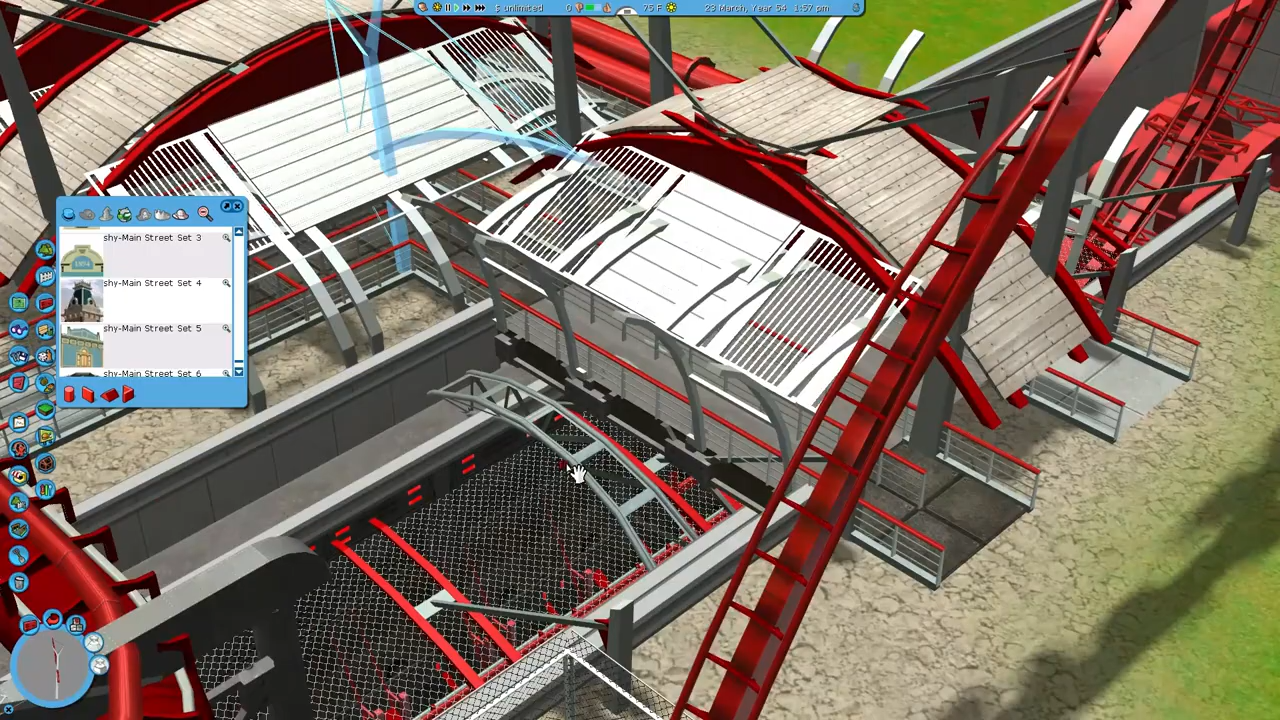 $ unlimited
0
75 F
23 March, Year 54 1:57 pm
shy-Main Street Set 3
shy-Main Street Set 4
shy-Main Street Set 5
shy-Main Street Set 6